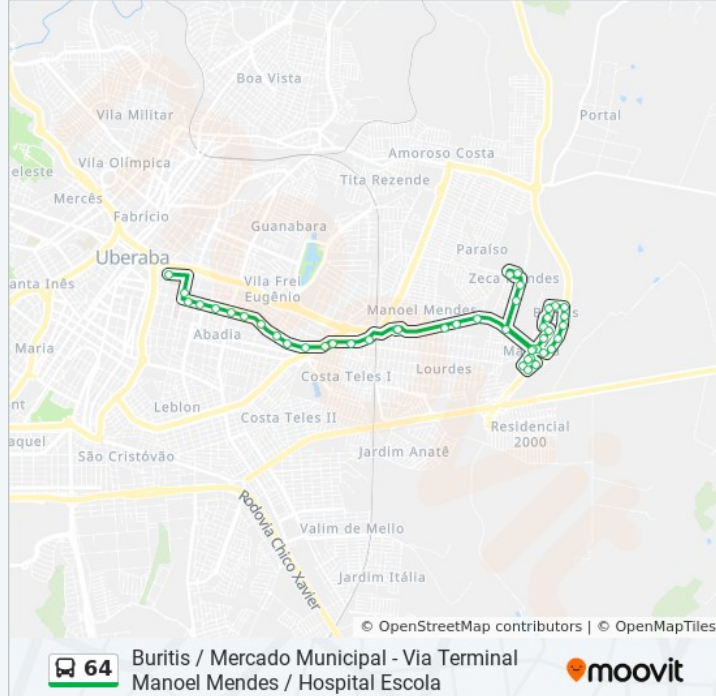 Boa Vista
Vila Militar
Portal
Amoroso Costa
Vila Olímpica
eleste
Tita Rezende
Mercês
Fabrício
Guanabara
Uberaba
Paraíso
anta Inês
Vila Frei
Eugênio
Zeca Mendes
Manoel Mendes
Abadia
Maria
Costa Teles I
Lourdes
Leblon
nt
Costa Teles II
Residencial
2000
aquel
São Cristóvão
Jardim Anatê
Rodovia Chico Xavier
Valim de Mello
Jardim Itália
© OpenStreetMap contributors | © OpenMapTiles
64
Buritis / Mercado Municipal - Via Terminal
Manoel Mendes / Hospital Escola
moovit